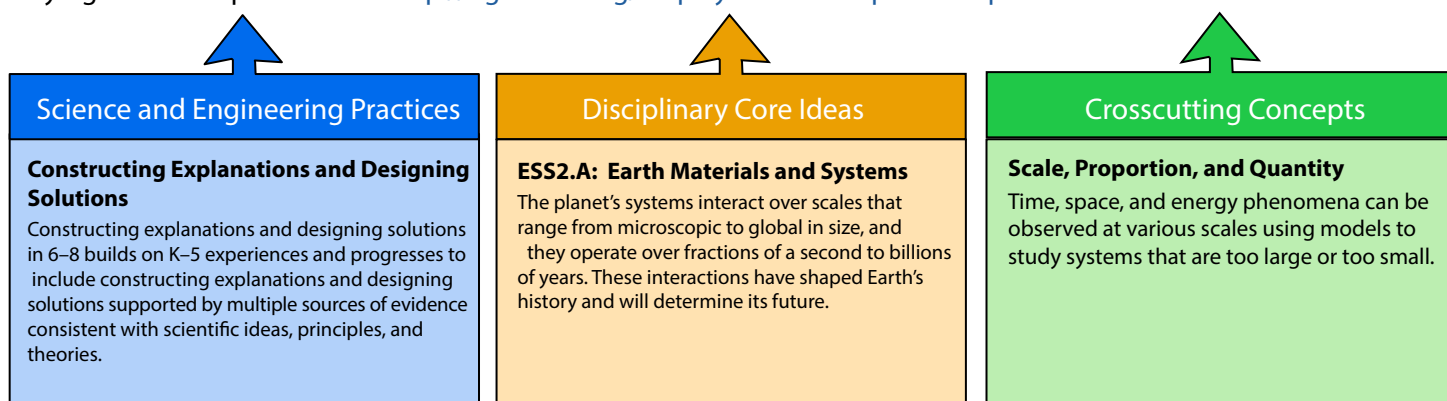 Science and Engineering Practices
Constructing Explanations and Designing
Solutions
Constructing explanations and designing solutions
in 6–8 builds on K–5 experiences and progresses to
include constructing explanations and designing
solutions supported by multiple sources of evidence
consistent with scientific ideas, principles, and
theories.
Disciplinary Core Ideas
ESS2.A: Earth Materials and Systems
The planet’s systems interact over scales that
range from microscopic to global in size, and
they operate over fractions of a second to billions
of years. These interactions have shaped Earth’s
history and will determine its future.
Crosscutting Concepts
Scale, Proportion, and Quantity
Time, space, and energy phenomena can be
observed at various scales using models to
study systems that are too large or too small.